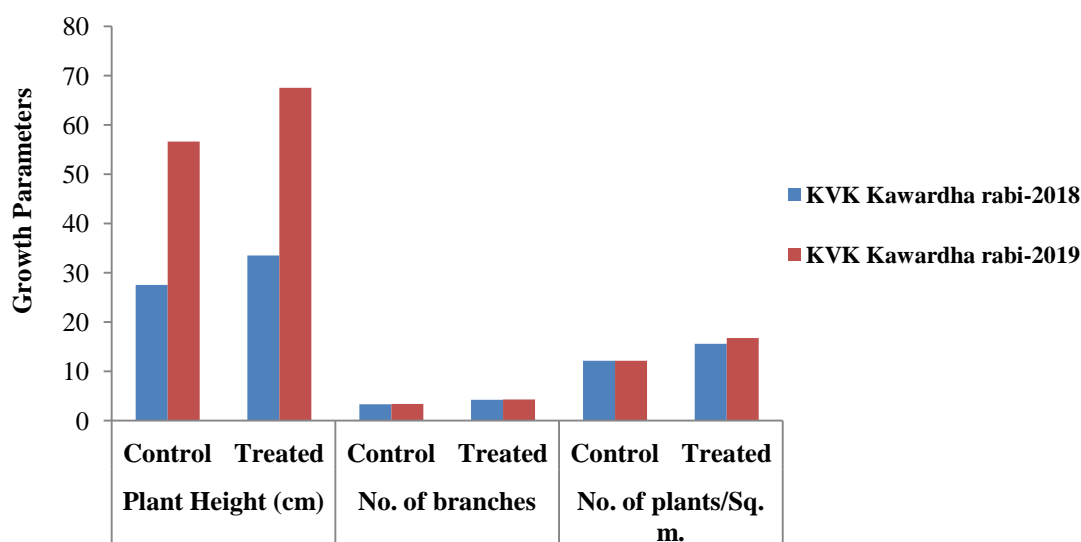 80
70
60
50
40
30
20
10
0
Growth Parameters
Control Treated Control Treated Control Treated
Plant Height (cm) No. of branches No. of plants/Sq.
m.
KVK Kawardha rabi-2018
KVK Kawardha rabi-2019